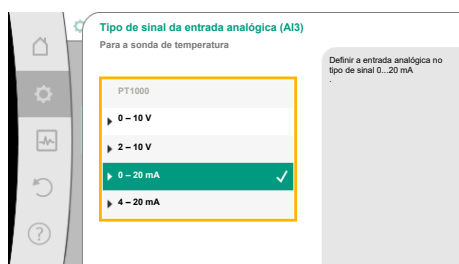 Tipo de sinal da entrada analógica (AI3)
Para a sonda de temperatura
Definir a entrada analógica no
tipo de sinal 0...20 mA
.
PT1000
0 – 10 V
2 – 10 V
0 – 20 mA
4 – 20 mA
?